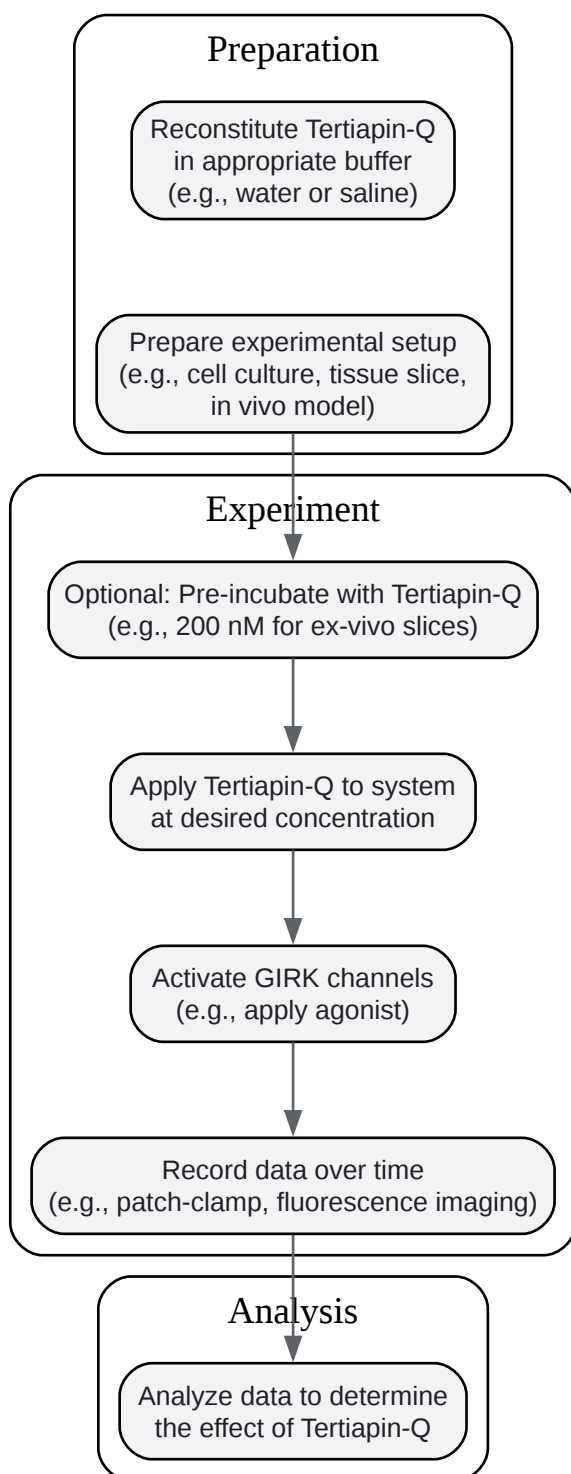 Preparation
Reconstitute Tertiapin-Q
in appropriate buffer
(e.g., water or saline)
Prepare experimental setup
(e.g., cell culture, tissue slice,
in vivo model)
Experiment
Optional: Pre-incubate with Tertiapin-Q
(e.g., 200 nM for ex-vivo slices)
Apply Tertiapin-Q to system
at desired concentration
Activate GIRK channels
(e.g., apply agonist)
Record data over time
(e.g., patch-clamp, fluorescence imaging)
Analysis
Analyze data to determine
the effect of Tertiapin-Q